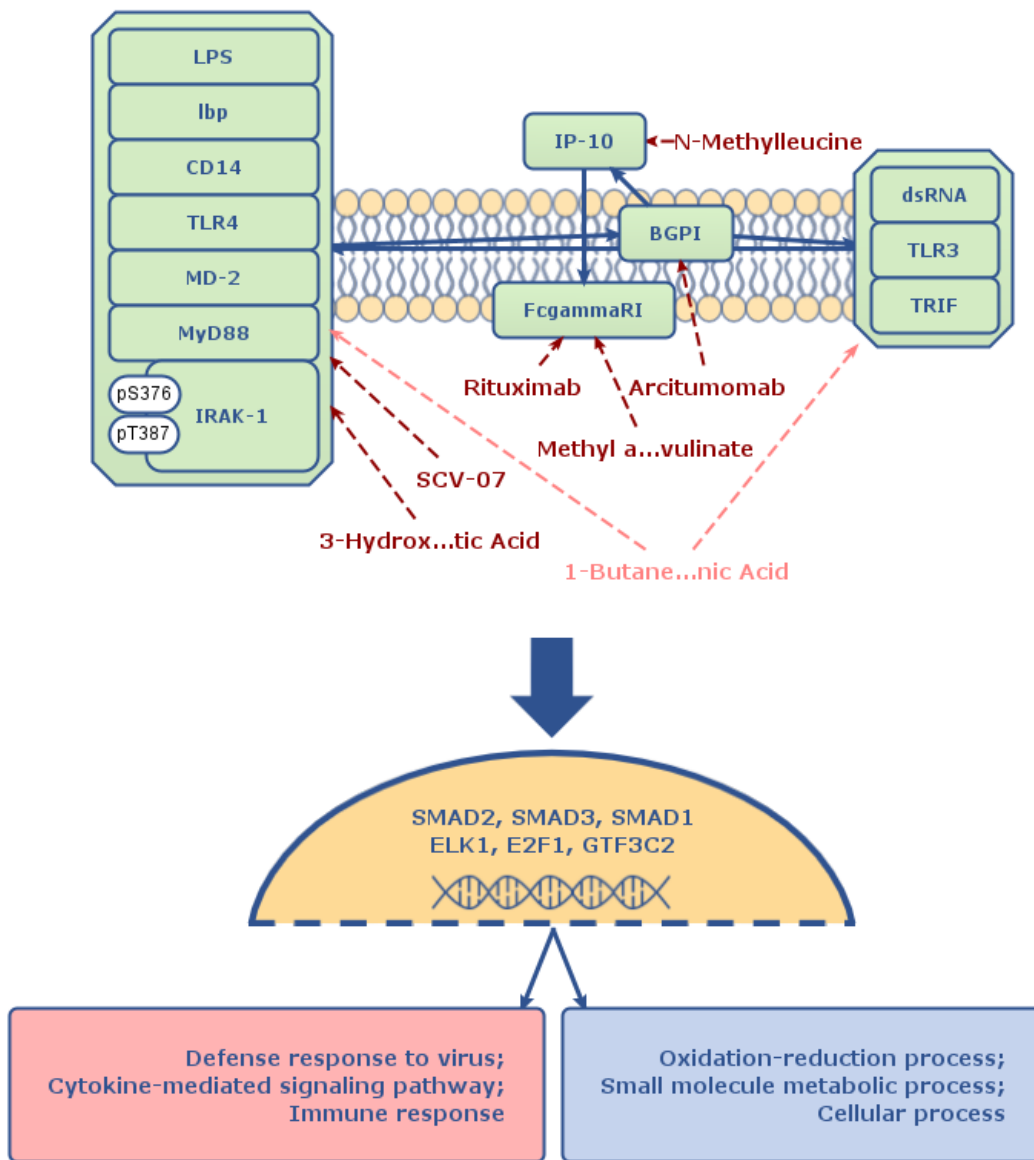 LPS
lbp
CD14
TLR4
MD-2
MyD88
pS376
IRAK-1
pT387
IP-10
N-Methylleucine
BGPI
FcgammaRI
dsRNA
TLR3
TRIF
Rituximab
Arcitumomab
Methyl a...vulinate
SCV-07
3-Hydrox...tic Acid
1-Butane...nic Acid
SMAD2, SMAD3, SMAD1
ELK1, E2F1, GTF3C2
Defense response to virus;
Cytokine-mediated signaling pathway;
Immune response
Oxidation-reduction process;
Small molecule metabolic process;
Cellular process